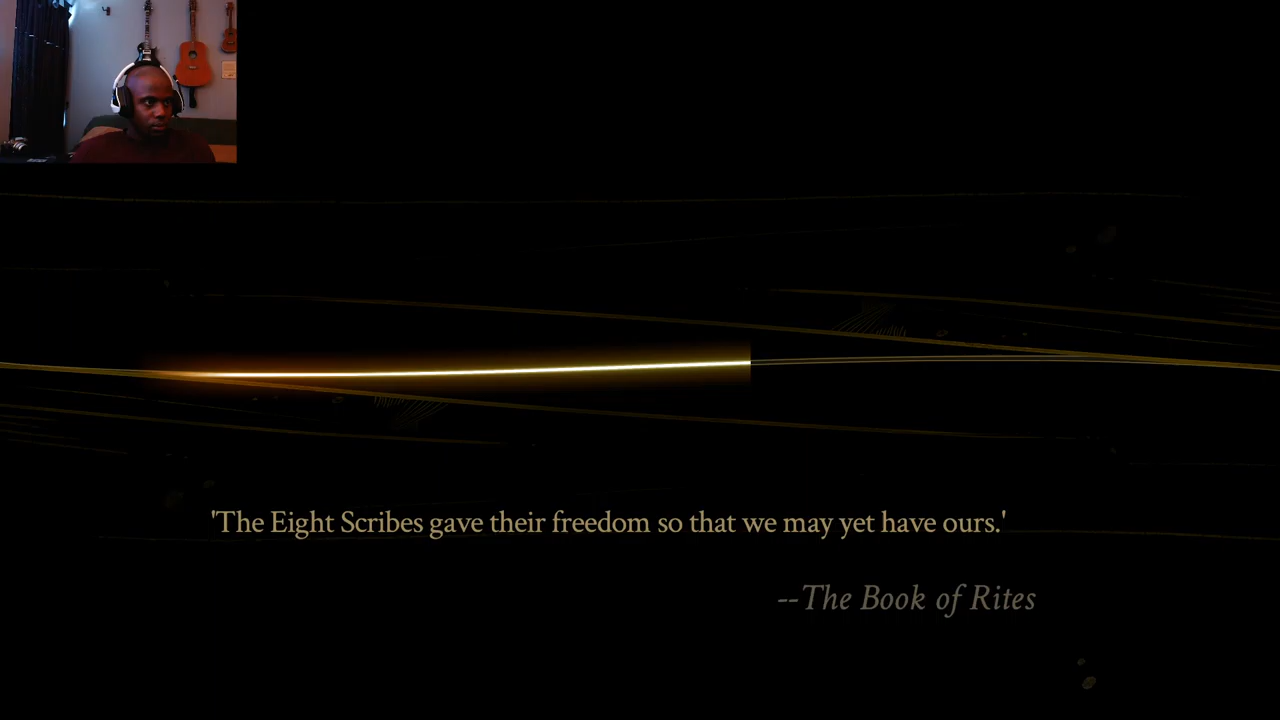 'The Eight Scribes gave their freedom so that we may yet have ours.'
--The Book of Rites